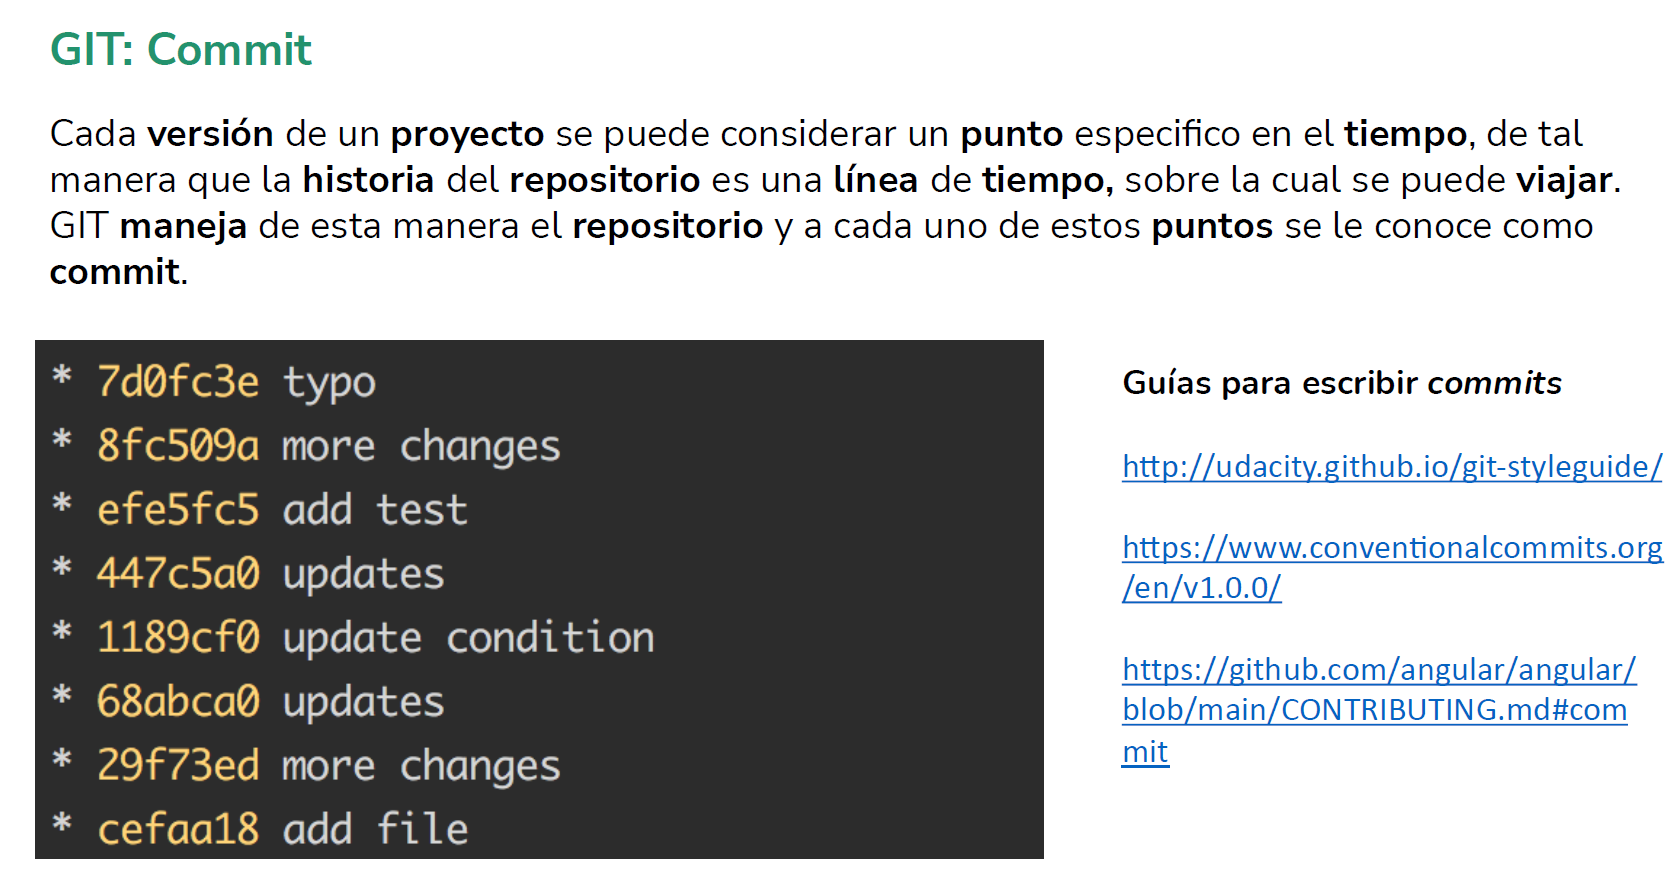 GIT: Commit
Cada versión de un proyecto se puede considerar un punto especifico en el tiempo, de tal
manera que la historia del repositorio es una línea de tiempo, sobre la cual se puede viajar.
GIT maneja de esta manera el repositorio y a cada uno de estos puntos se le conoce como
commit.
* 7d0fc3e typo
* 8fc509a more changes
* efe5fc5 add test
* 447c5a0 updates
* 1189cf0 update condition
* 68abca0 updates
* 29f73ed more changes
* cefaa18 add file
Guías para escribir commits
http://udacity.github.io/git-styleguide/
https://www.conventionalcommits.org
/en/v1.0.0/
https://github.com/angular/angular/
blob/main/CONTRIBUTING.md#com
mit